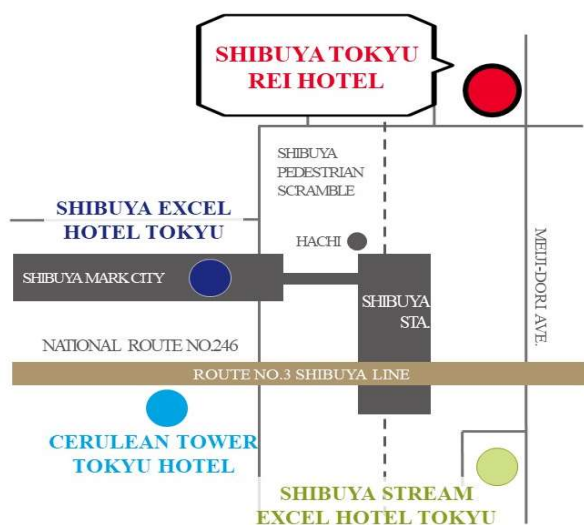 SHIBUYA TOKYU
REI HOTEL
SHIBUYA
PEDESTRIAN
SCRAMBLE
SHIBUYA EXCEL
HOTEL TOKYU
HACHI
MEIJI-DORI AVE.
SHIBUYA MARK CITY
SHIBUYA
STA.
NATIONAL ROUTE NO.246
ROUTE NO.3 SHIBUYA LINE
CERULEAN TOWER
TOKYU HOTEL
SHIBUYA STREAM
EXCEL HOTEL TOKYU